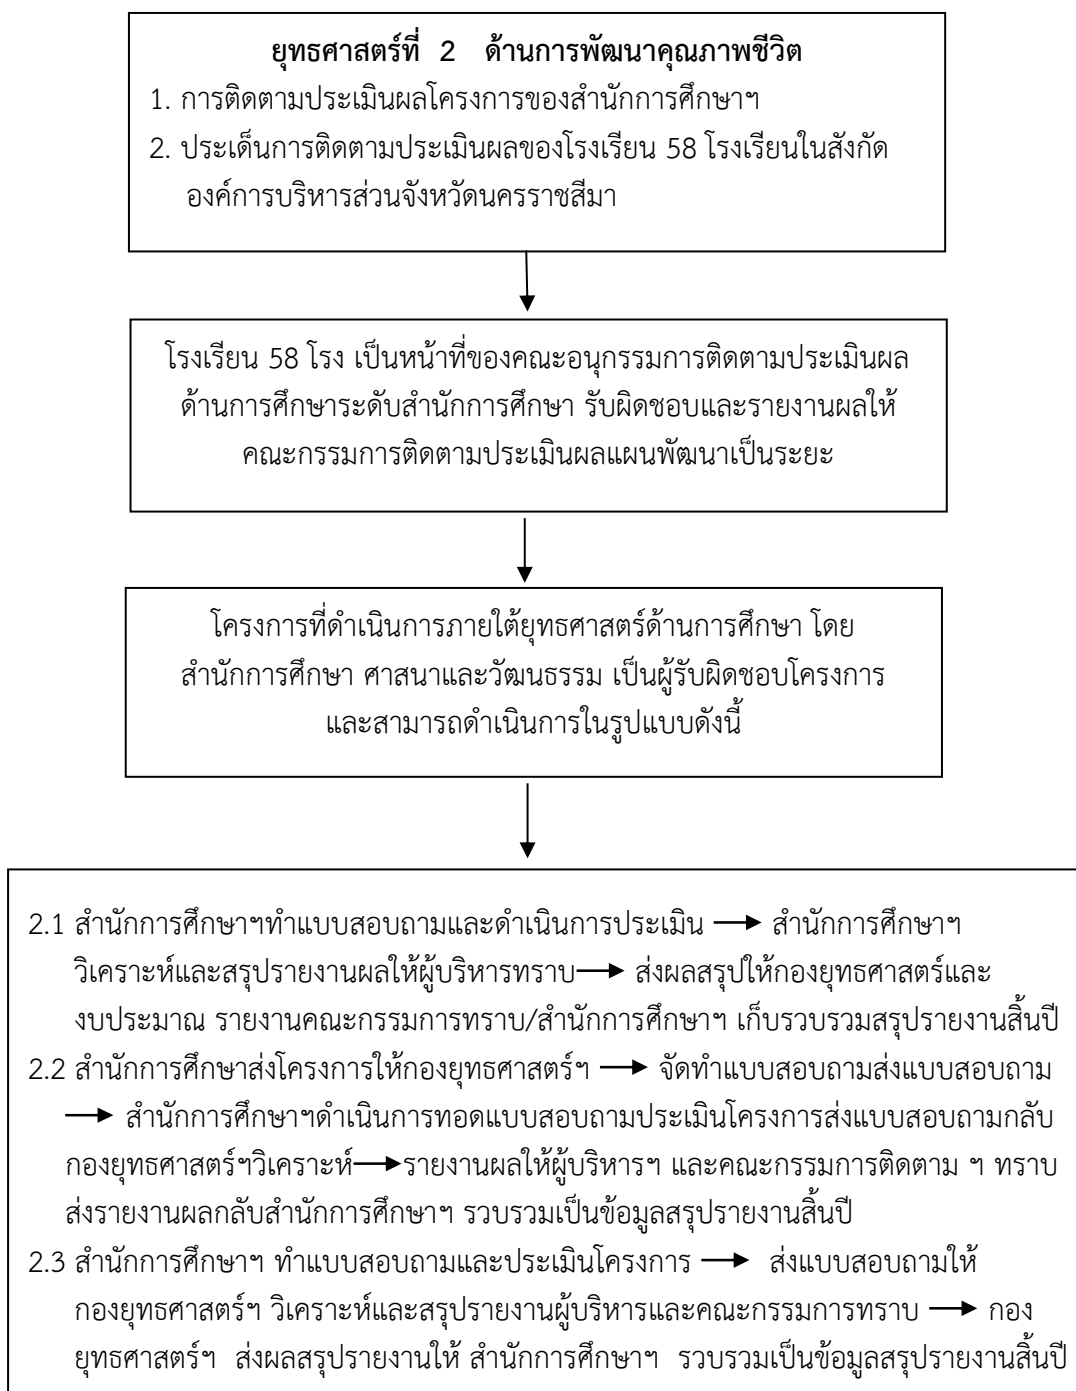 ยุทธศาสตร์ที่ 2 ด้านการพัฒนาคุณภาพชีวิต
1. การติดตามประเมินผลโครงการของสำนักการศึกษาฯ
2. ประเด็นการติดตามประเมินผลของโรงเรียน 58 โรงเรียนในสังกัด
องค์การบริหารส่วนจังหวัดนครราชสีมา
โรงเรียน 58 โรง เป็นหน้าที่ของคณะอนุกรรมการติดตามประเมินผล
ด้านการศึกษาระดับสำนักการศึกษา รับผิดชอบและรายงานผลให้
คณะกรรมการติดตามประเมินผลแผนพัฒนาเป็นระยะ
โครงการที่ดำเนินการภายใต้ยุทธศาสตร์ด้านการศึกษา โดย
สำนักการศึกษา ศาสนาและวัฒนธรรม เป็นผู้รับผิดชอบโครงการ
และสามารถดำเนินการในรูปแบบดังนี้
2.1 สำนักการศึกษาฯทำแบบสอบถามและดำเนินการประเมิน → สำนักการศึกษาฯ
วิเคราะห์และสรุปรายงานผลให้ผู้บริหารทราบ→ ส่งผลสรุปให้กองยุทธศาสตร์และ
งบประมาณ รายงานคณะกรรมการทราบ/สำนักการศึกษาฯ เก็บรวบรวมสรุปรายงานสิ้นปี
2.2 สำนักการศึกษาส่งโครงการให้กองยุทธศาสตร์ฯ → จัดทำแบบสอบถามส่งแบบสอบถาม
→ สำนักการศึกษาฯดำเนินการทอดแบบสอบถามประเมินโครงการส่งแบบสอบถามกลับ
กองยุทธศาสตร์ฯวิเคราะห์→รายงานผลให้ผู้บริหารฯ และคณะกรรมการติดตาม ฯ ทราบ
ส่งรายงานผลกลับสำนักการศึกษาฯ รวบรวมเป็นข้อมูลสรุปรายงานสิ้นปี
2.3 สำนักการศึกษาฯ ทำแบบสอบถามและประเมินโครงการ → ส่งแบบสอบถามให้
กองยุทธศาสตร์ฯ วิเคราะห์และสรุปรายงานผู้บริหารและคณะกรรมการทราบ → กอง
ยุทธศาสตร์ฯ ส่งผลสรุปรายงานให้ สำนักการศึกษาฯ รวบรวมเป็นข้อมูลสรุปรายงานสิ้นปี